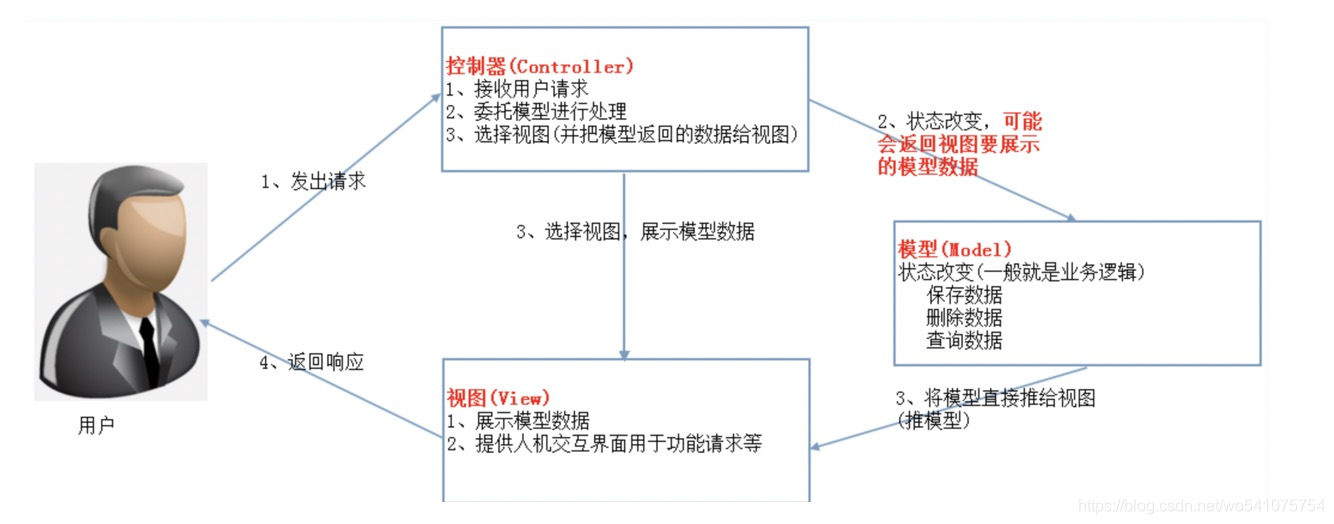 控制器(Controller)
1、接收用户请求
2、委托模型进行处理
3、选择视图(并把模型返回的数据给视图)
2、状态改变，可能
会返回视图要展示
的模型数据
1、发出请求
3、选择视图，展示模型数据
模型(Model)
状态改变(一般就是业务逻辑)
保存数据
删除数据
查询数据
4、返回响应
视图(View)
1、展示模型数据
2、提供人机交互界面用于功能请求等
3、将模型直接推给视图
(推模型)
用户
https://blog.csdn.net/wo541075754